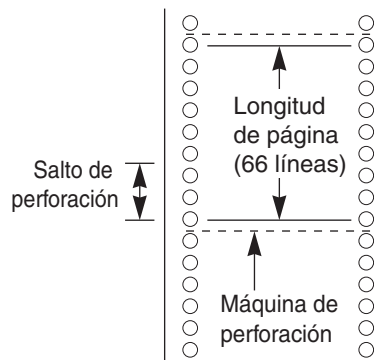 Longitud
de página
(66 líneas)
Salto de
perforación
Máquina de
perforación